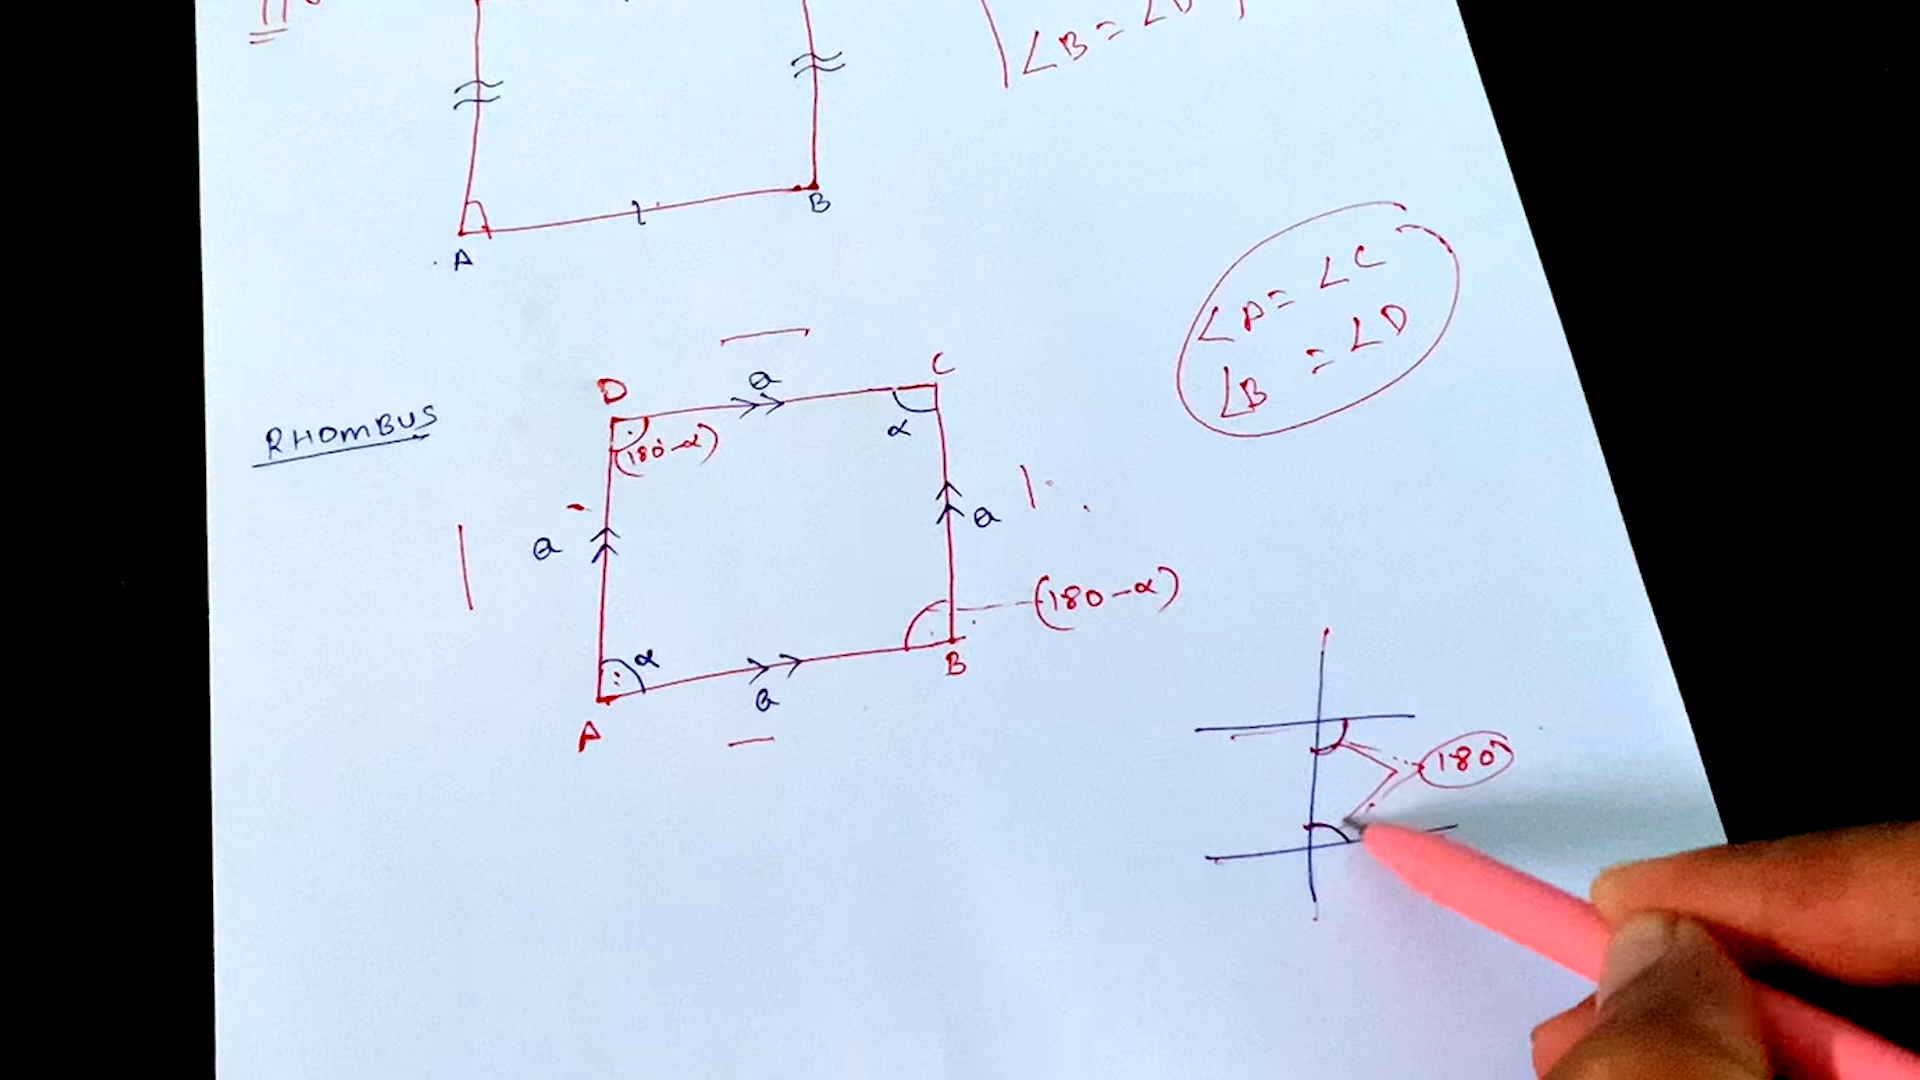 ∠B = ∠D
B
A
∠A = ∠C
∠B = ∠D
D
a
C
RHOMBUS
(180-α)
α
a
a
(180-α)
α
B
a
A
180°